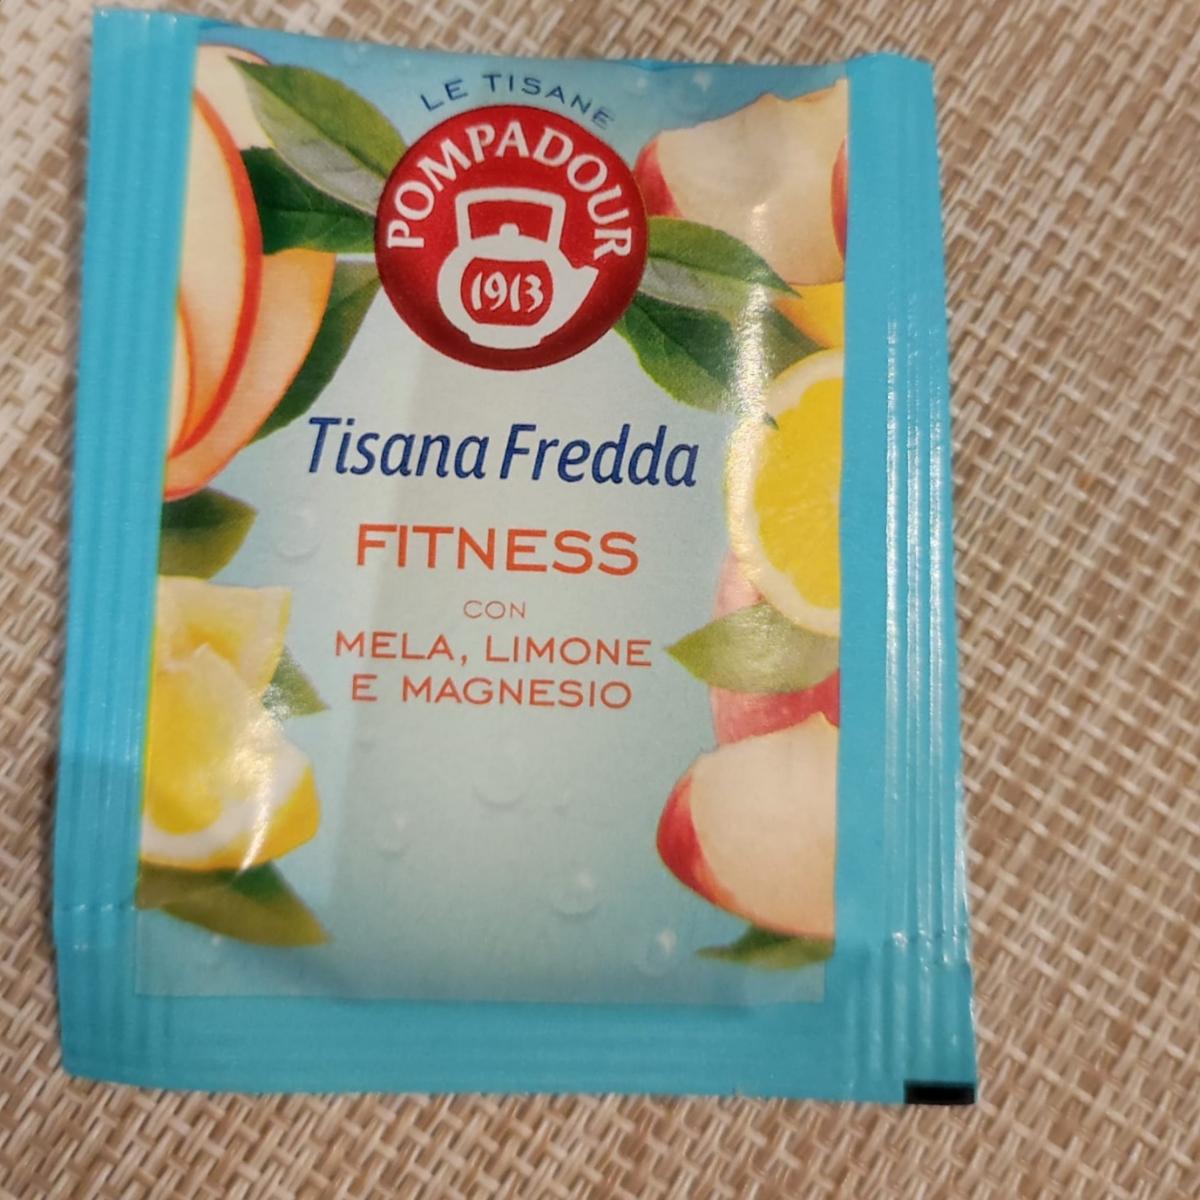 LE TISANE
POMPADOUR
1913
Tisana Fredda
FITNESS
CON
MELA, LIMONE
E MAGNESIO